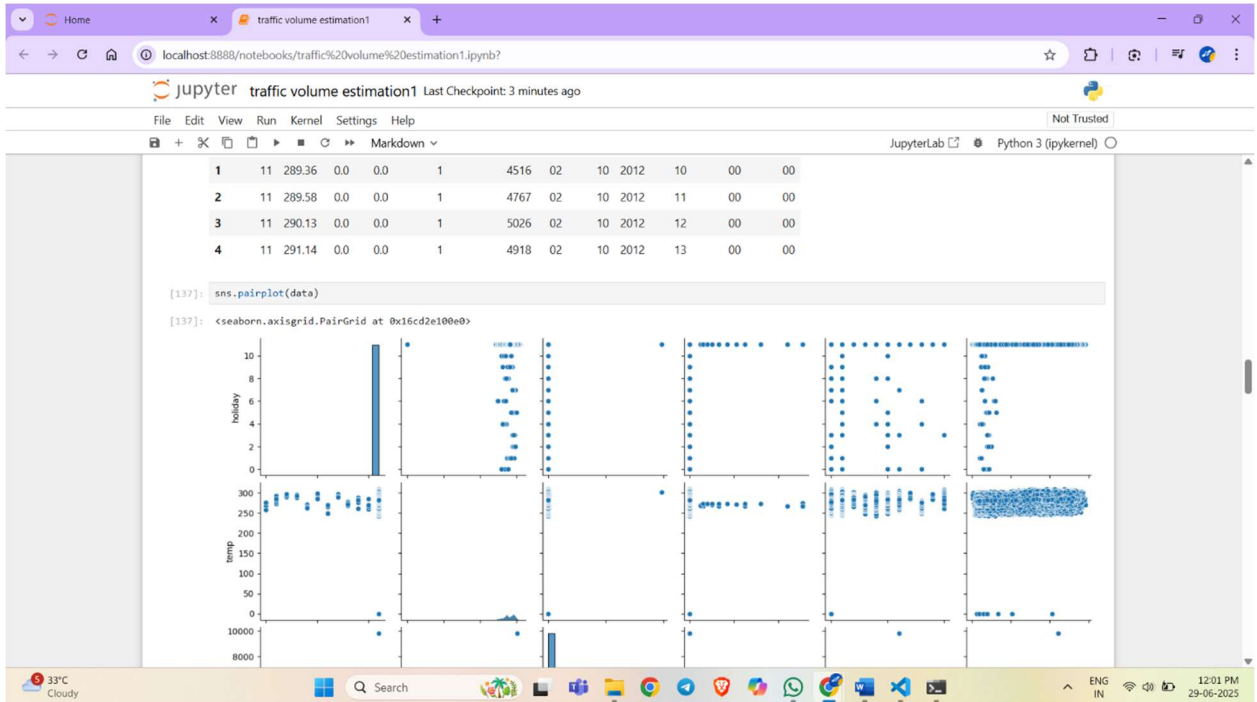 Home
traffic volume estimation1
localhost:8888/notebooks/traffic%20volume%20estimation1.ipynb?
jupyter traffic volume estimation1 Last Checkpoint: 3 minutes ago
File Edit View Run Kernel Settings Help
Not Trusted
Markdown
JupyterLab
Python 3 (ipykernel)
1 11 289.36 0.0 0.0 1 4516 02 10 2012 10 00 00
2 11 289.58 0.0 0.0 1 4767 02 10 2012 11 00 00
3 11 290.13 0.0 0.0 1 5026 02 10 2012 12 00 00
4 11 291.14 0.0 0.0 1 4918 02 10 2012 13 00 00
[137]: sns.pairplot(data)
[137]: <seaborn.axisgrid.PairGrid at 0x16cd2e100e0>
10
8
6
4
2
0
holiday
300
250
200
150
100
50
0
temp
10000
8000
5
33°C
Cloudy
Search
ENG
IN
12:01 PM
29-06-2025